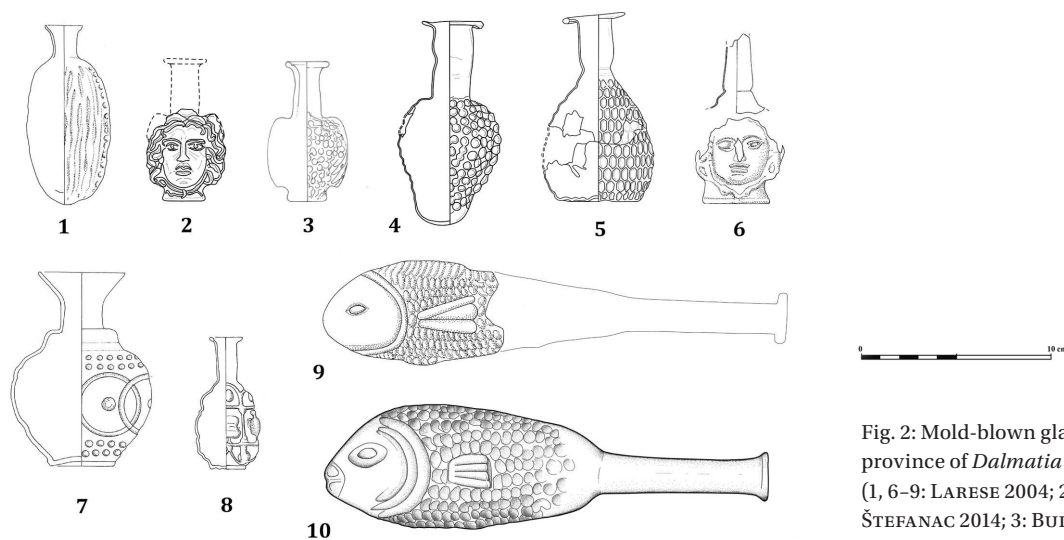 1
2
3
4
5
6
7
8
9
10
0 10 cm
Fig. 2: Mold-blown gla
province of Dalmatia
(1, 6–9: LARESE 2004; 2
ŠTEFANAC 2014; 3: BUL